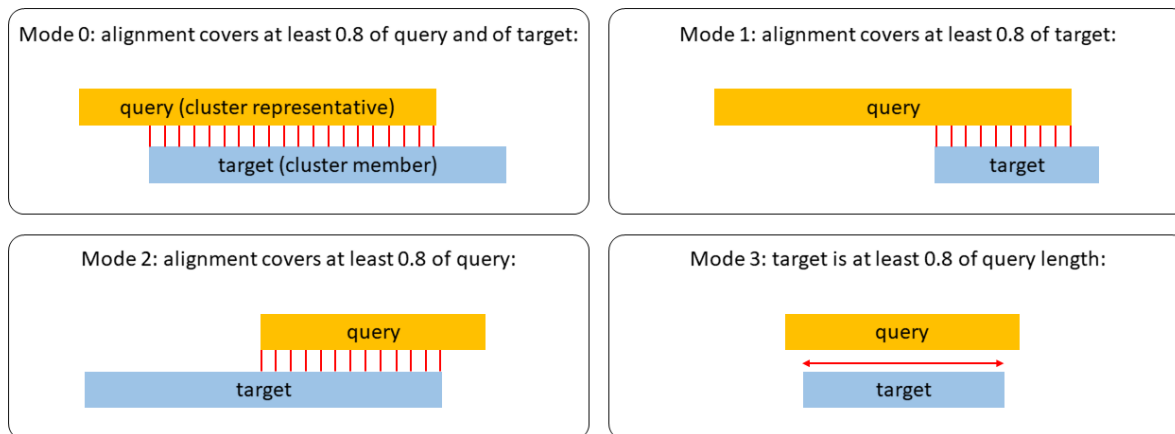 Mode 0: alignment covers at least 0.8 of query and of target:
query (cluster representative)
target (cluster member)
Mode 1: alignment covers at least 0.8 of target:
query
target
Mode 2: alignment covers at least 0.8 of query:
query
target
Mode 3: target is at least 0.8 of query length:
query
target